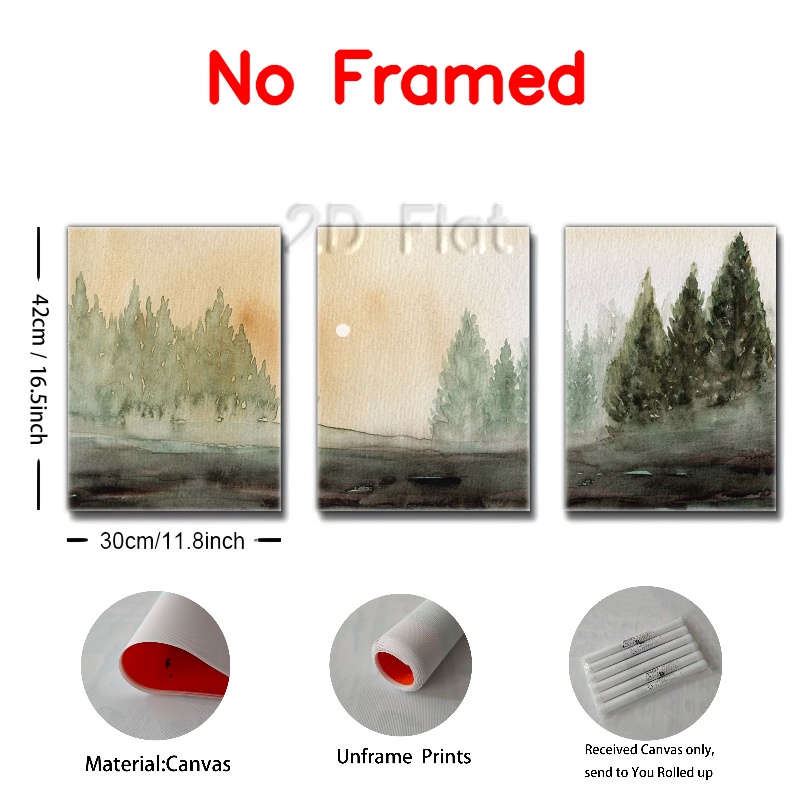 No Framed
2D Flat
42cm / 16.5inch
30cm/11.8inch
Material:Canvas
Unframe Prints
Received Canvas only,
send to You Rolled up